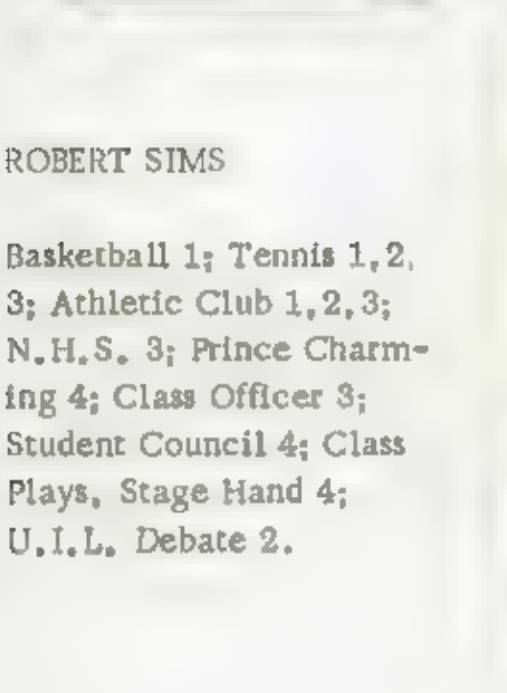 ROBERT SIMS
Basketball 1; Tennis 1,2,
3; Athletic Club 1,2,3;
N.H.S. 3; Prince Charm-
ing 4; Class Officer 3;
Student Council 4; Class
Plays, Stage Hand 4;
U.I.L. Debate 2.